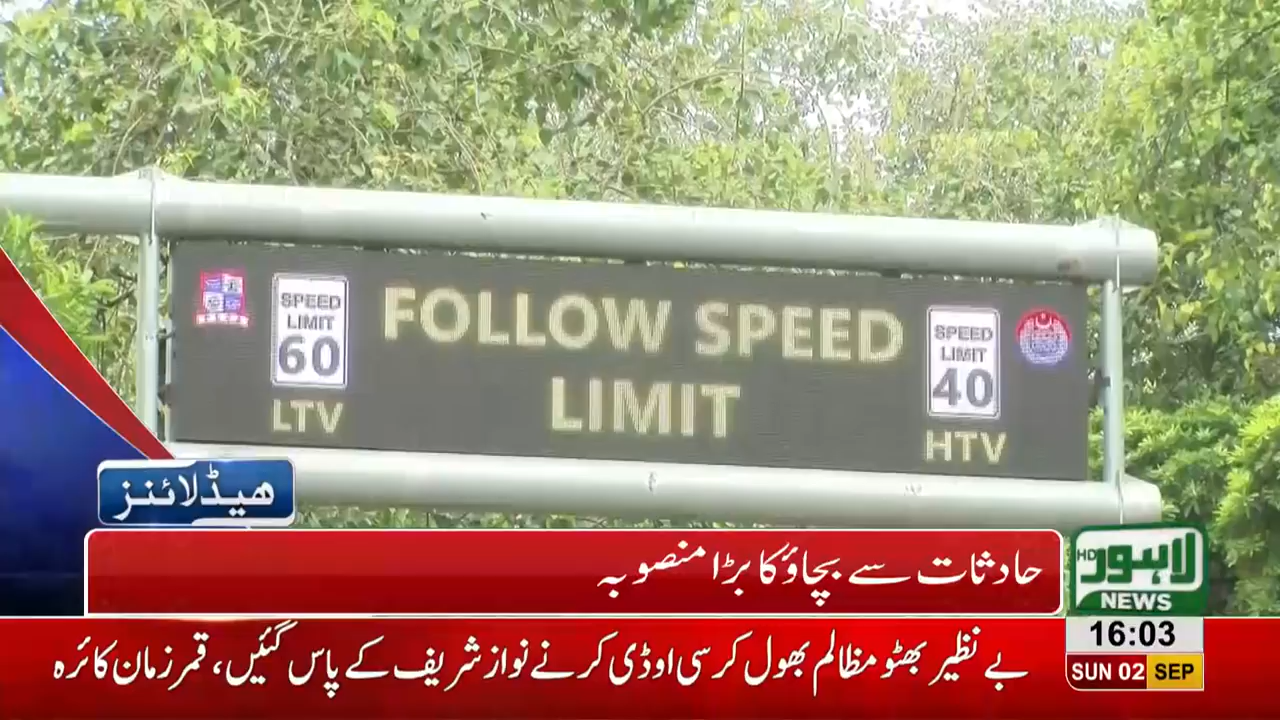 SPEED
LIMIT
60
LTV
FOLLOW SPEED
LIMIT
SPEED
LIMIT
40
HTV
ہیڈلائنز
حادثات سے بچاؤ کا بڑا منصوبہ
لاہور HD
NEWS
16:03
SUN 02 SEP
بے نظیر بھٹو مظالم بھول کر سی او ڈی کرنے نواز شریف کے پاس گئیں، قمر زمان کائرہ